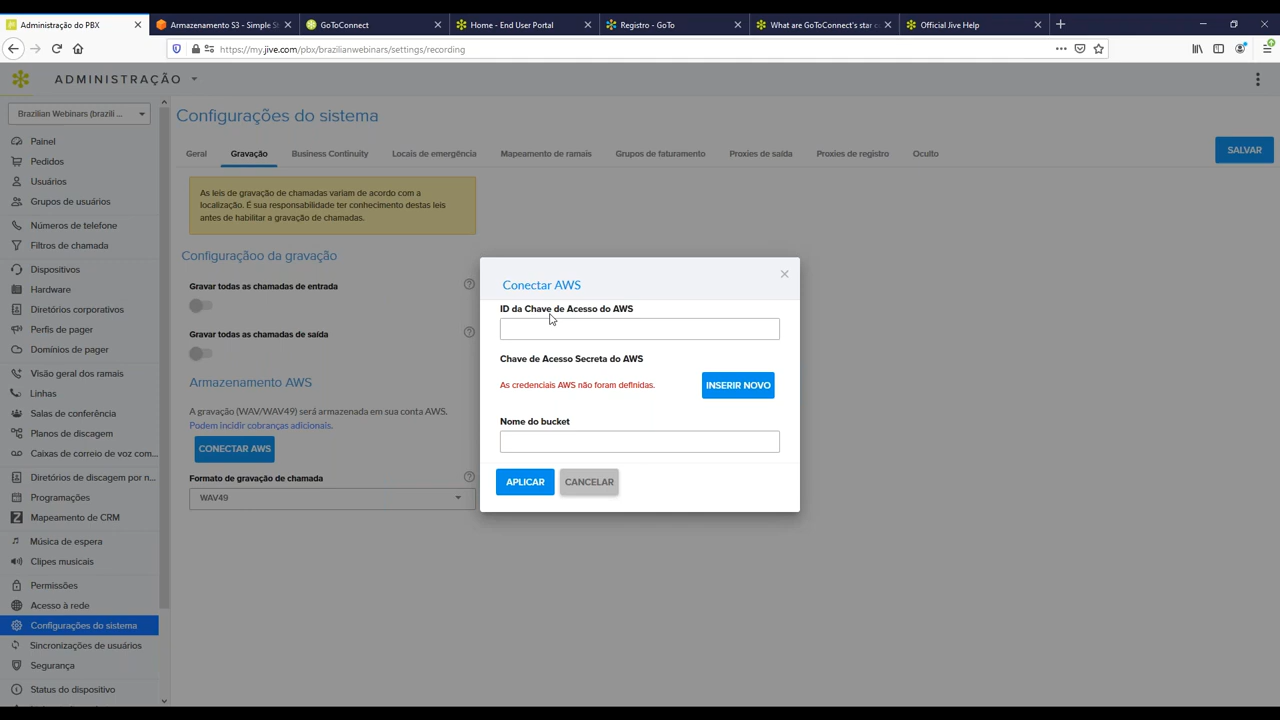 Administração do PBX
Armazenamento S3 - Simple S
GoToConnect
Home - End User Portal
Registro - GoTo
What are GoToConnect's star c
Official Jive Help
https://my.jive.com/pbx/brazilianwebinars/settings/recording
ADMINISTRAÇÃO
Brazilian Webinars (brazili ...
Painel
Pedidos
Usuários
Grupos de usuários
Números de telefone
Filtros de chamada
Dispositivos
Hardware
Diretórios corporativos
Perfis de pager
Domínios de pager
Visão geral dos ramais
Linhas
Salas de conferência
Planos de discagem
Caixas de correio de voz com...
Diretórios de discagem por n...
Programações
Mapeamento de CRM
Música de espera
Clipes musicais
Permissões
Acesso à rede
Configurações do sistema
Sincronizações de usuários
Segurança
Status do dispositivo
Configurações do sistema
Geral
Gravação
Business Continuity
Locais de emergência
Mapeamento de ramais
Grupos de faturamento
Proxies de saída
Proxies de registro
Oculto
SALVAR
As leis de gravação de chamadas variam de acordo com a
localização. É sua responsabilidade ter conhecimento destas leis
antes de habilitar a gravação de chamadas.
Configuraçãoo da gravação
Gravar todas as chamadas de entrada
Gravar todas as chamadas de saída
Armazenamento AWS
A gravação (WAV/WAV49) será armazenada em sua conta AWS.
Podem incidir cobranças adicionais.
CONECTAR AWS
Formato de gravação de chamada
WAV49
Conectar AWS
ID da Chave de Acesso do AWS
Chave de Acesso Secreta do AWS
As credenciais AWS não foram definidas.
INSERIR NOVO
Nome do bucket
APLICAR
CANCELAR